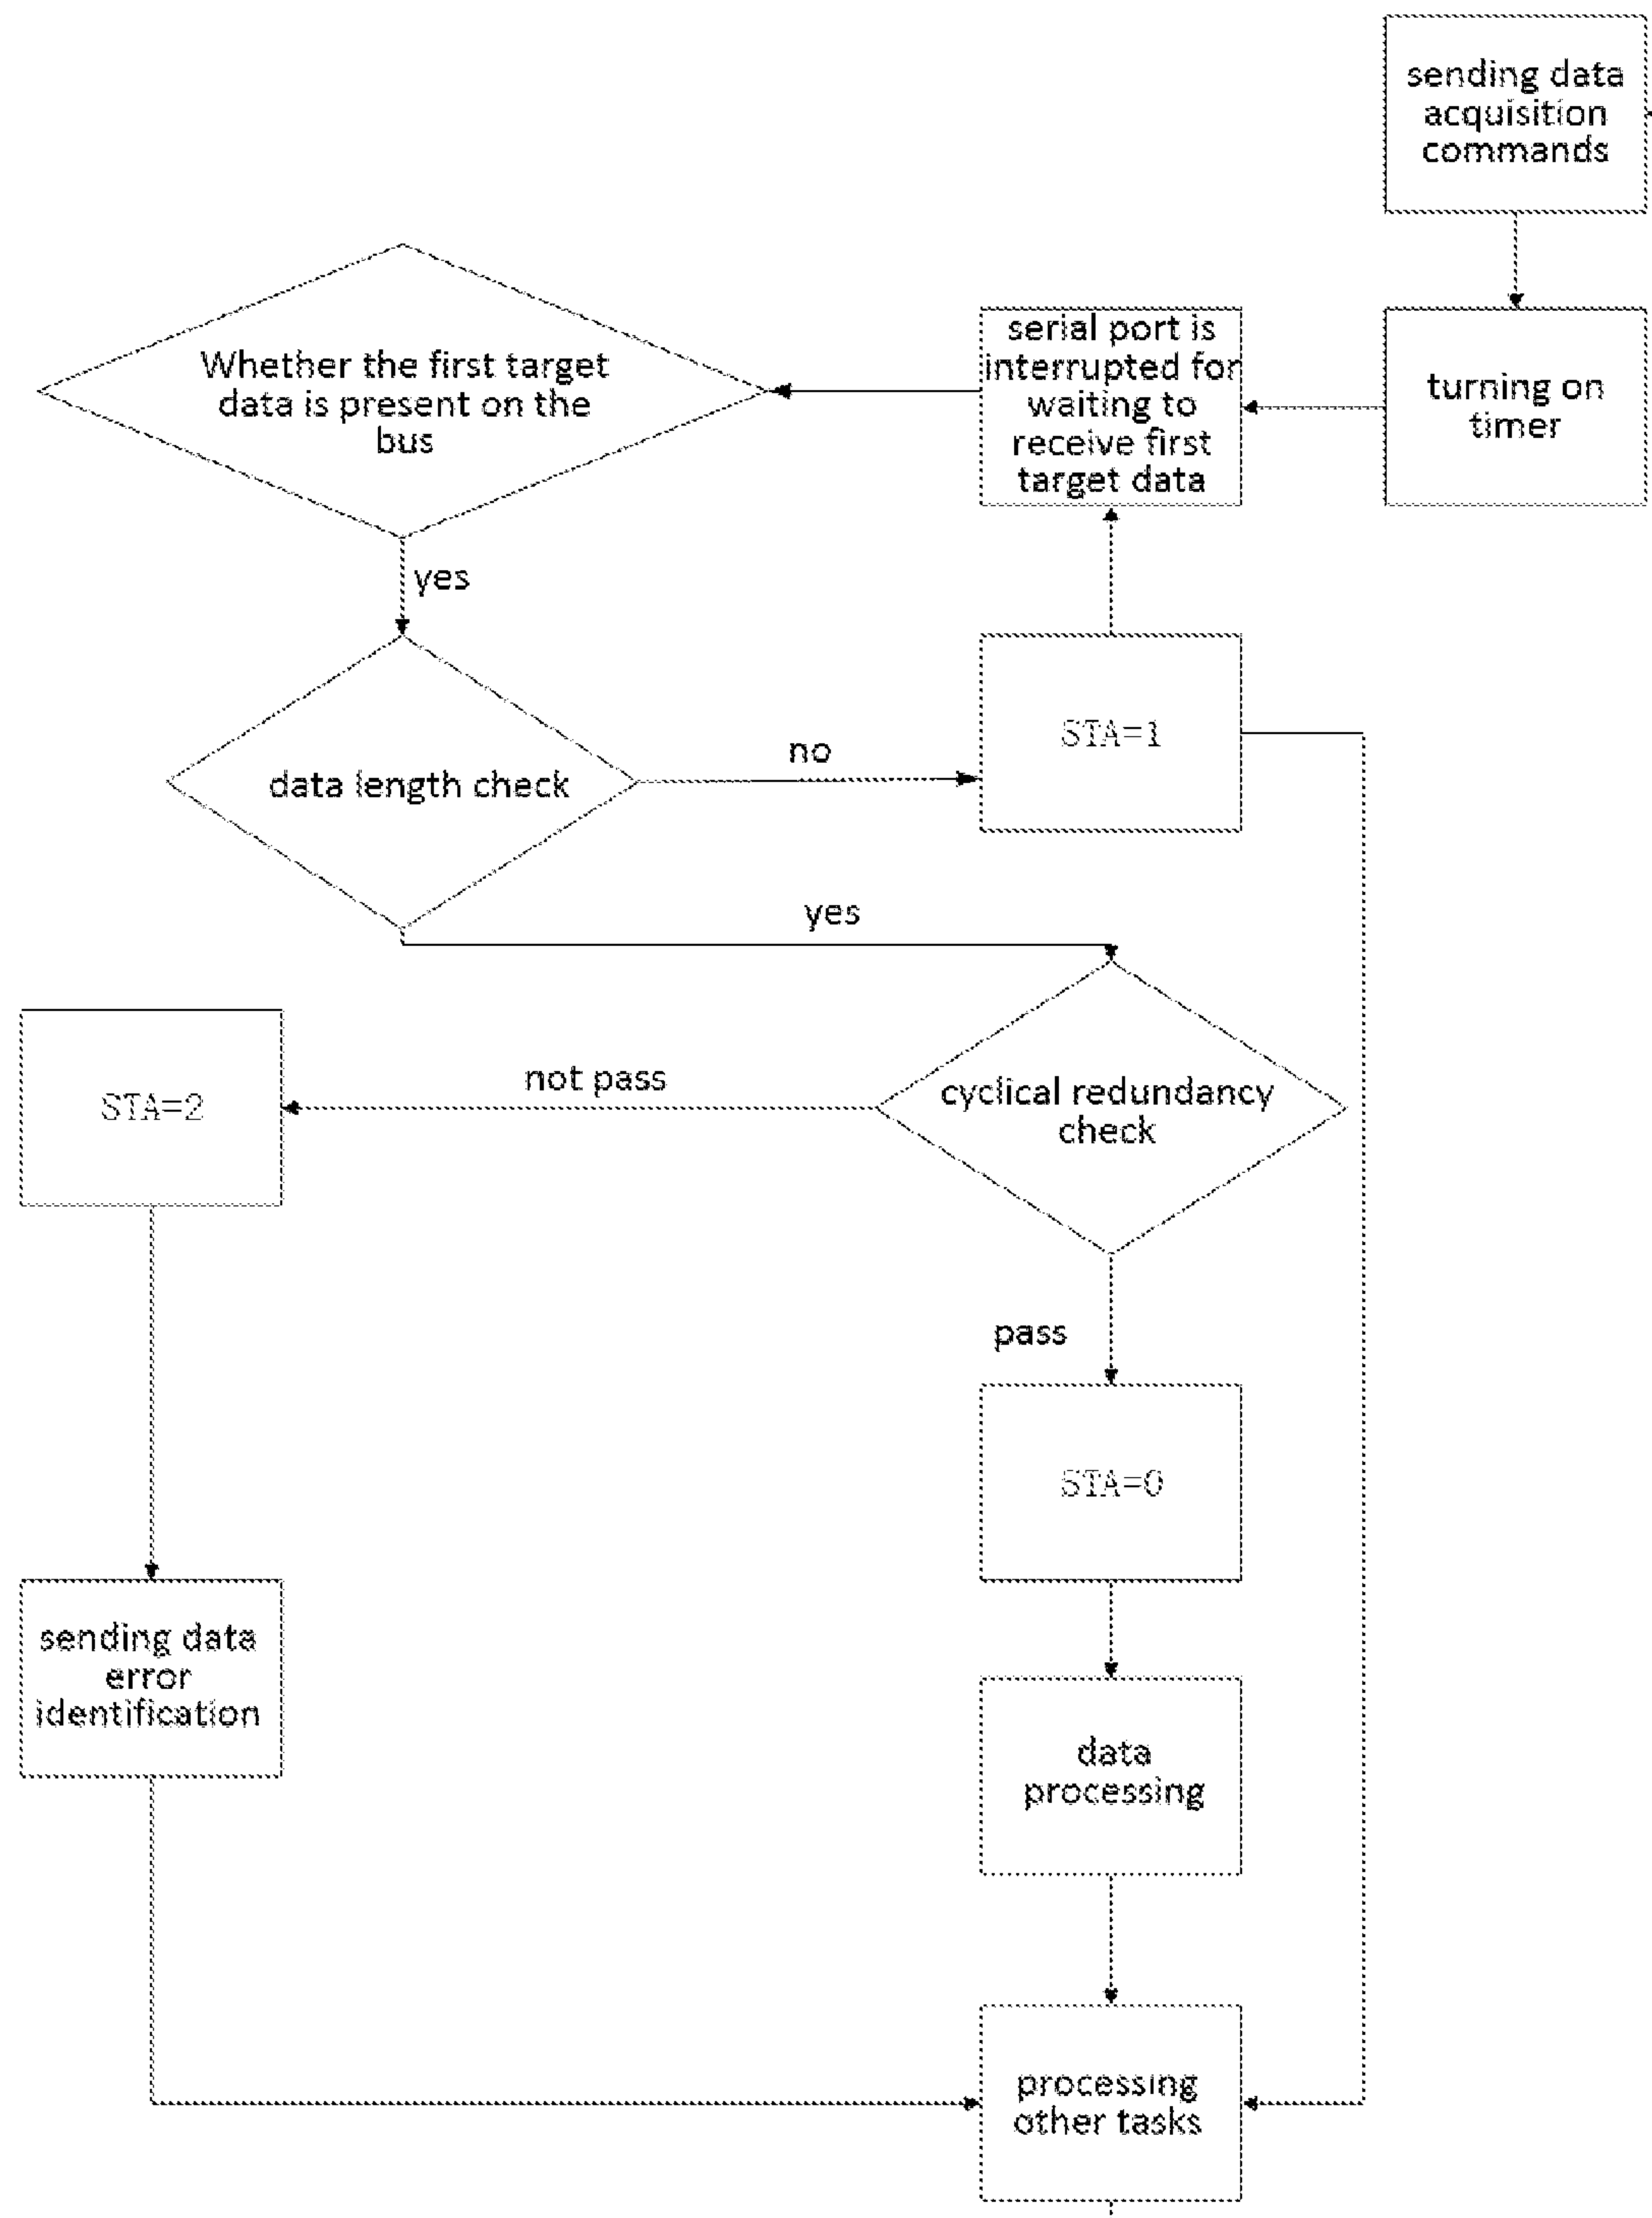 sending data
acquisition
commands
Whether the first target
data is present on the
bus
serial port is
interrupted for
waiting to
receive first
target data
turning on
timer
yes
data length check
no
STA=1
yes
STA=2
not pass
cyclical redundancy
check
pass
STA=0
sending data
error
identification
data
processing
processing
other tasks